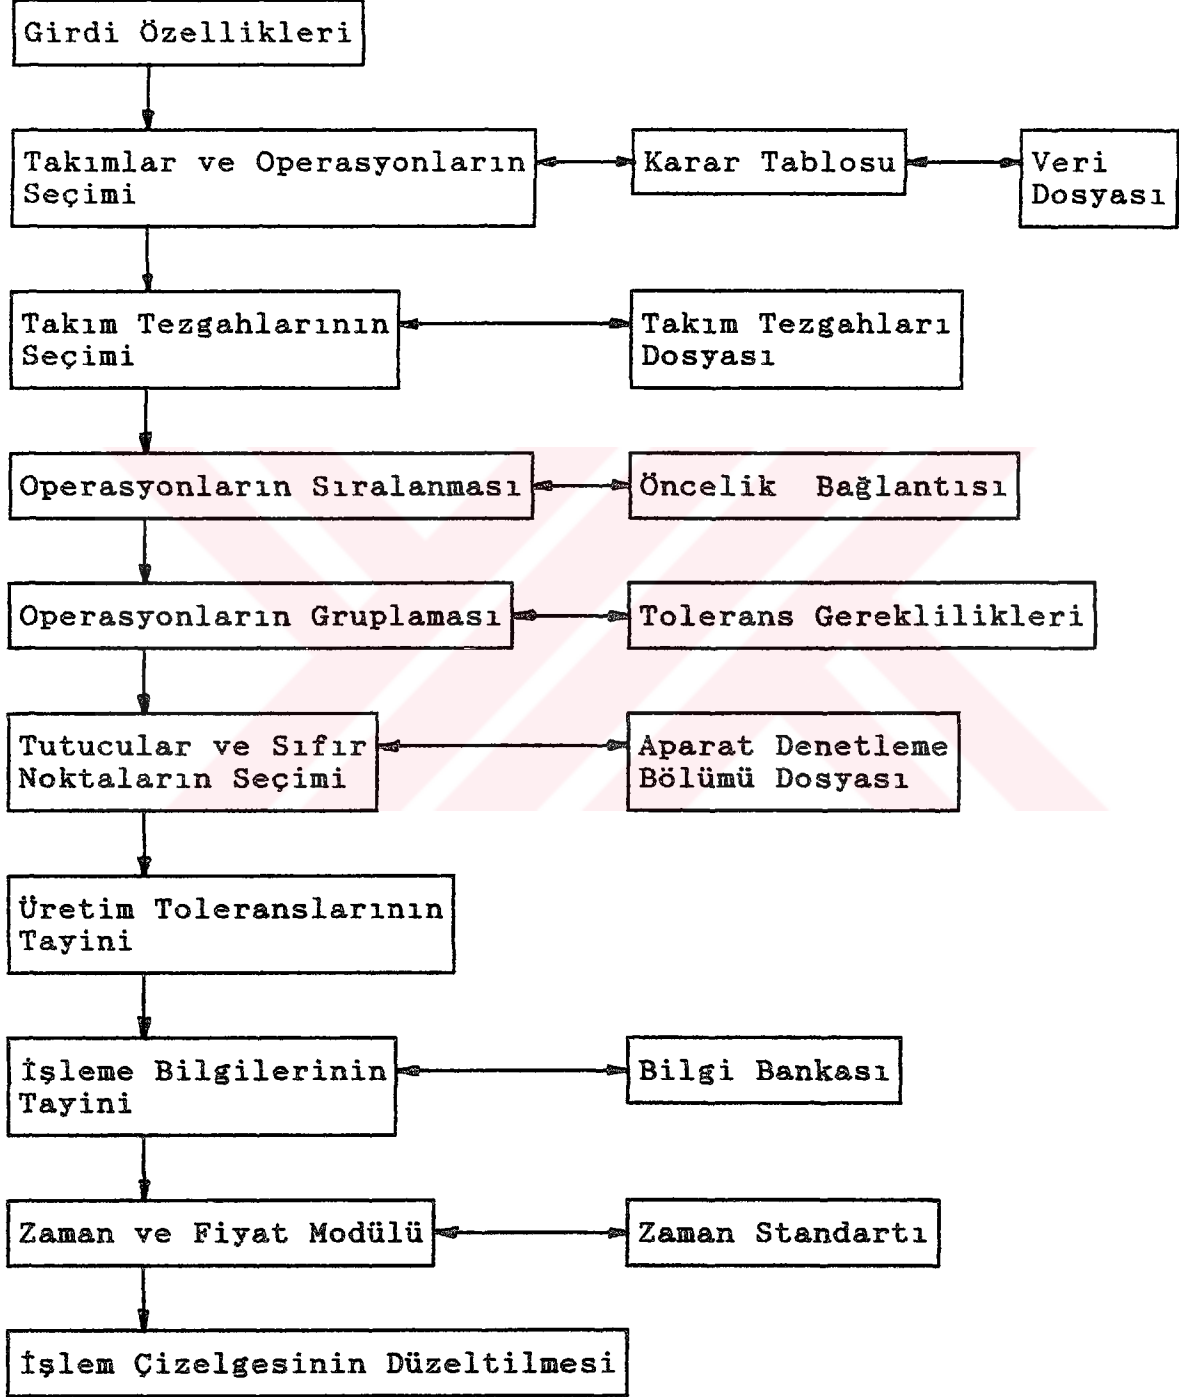 Girdi Özellikleri
Takımlar ve Operasyonların
Seçimi
Karar Tablosu
Veri
Dosyası
Takım Tezgahlarının
Seçimi
Takım Tezgahları
Dosyası
Operasyonların Sıralanması
Öncelik Bağlantısı
Operasyonların Gruplaması
Tolerans Gereklilikleri
Tutucular ve Sıfır
Noktaların Seçimi
Aparat Denetleme
Bölümü Dosyası
Üretim Toleranslarının
Tayini
İşleme Bilgilerinin
Tayini
Bilgi Bankası
Zaman ve Fiyat Modülü
Zaman Standartı
İşlem Çizelgesinin Düzeltilmesi